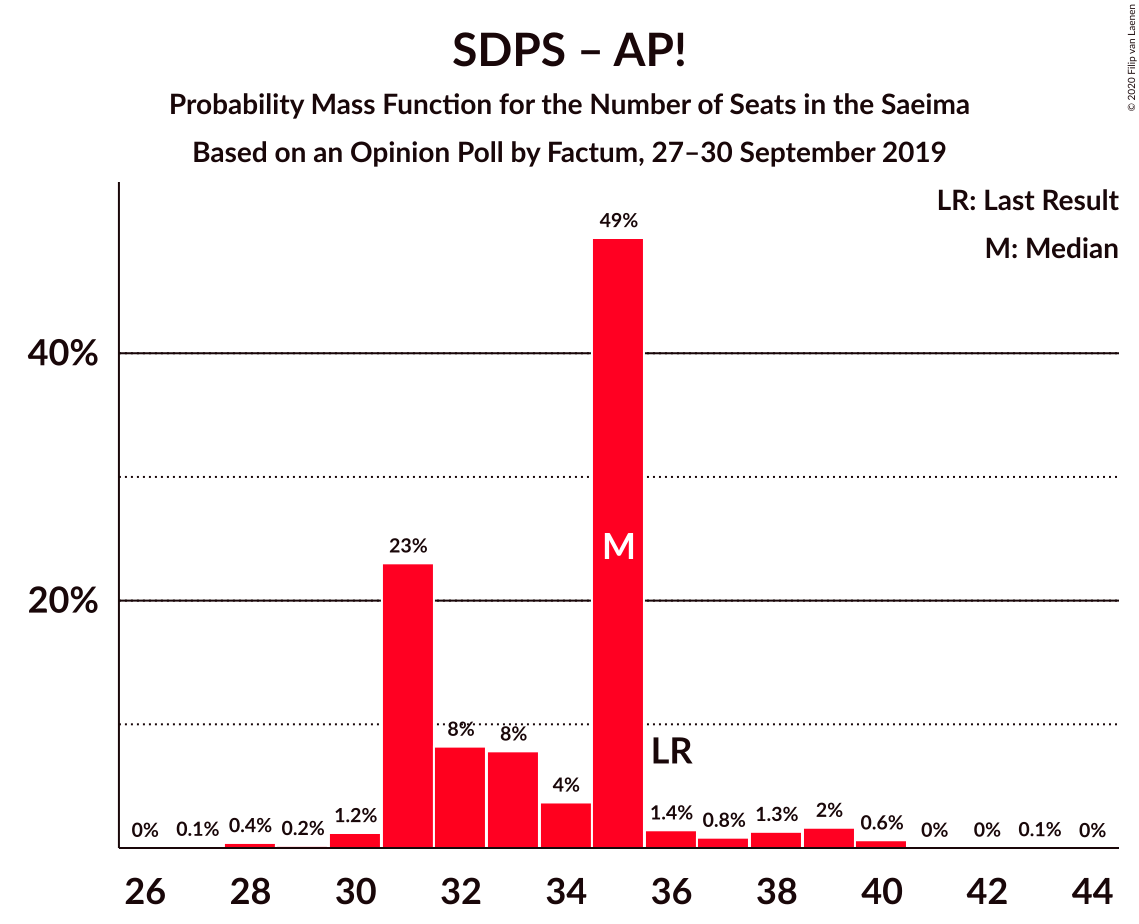 SDPS – AP!
Probability Mass Function for the Number of Seats in the Saeima
Based on an Opinion Poll by Factum, 27–30 September 2019
© 2020 Filip van Laenen
LR: Last Result
M: Median
49%
40%
M
23%
20%
8%
8%
LR
4%
0%
0.1%
0.4%
0.2%
1.2%
1.4%
0.8%
1.3%
2%
0.6%
0%
0%
0.1%
0%
26 28 30 32 34 36 38 40 42 44